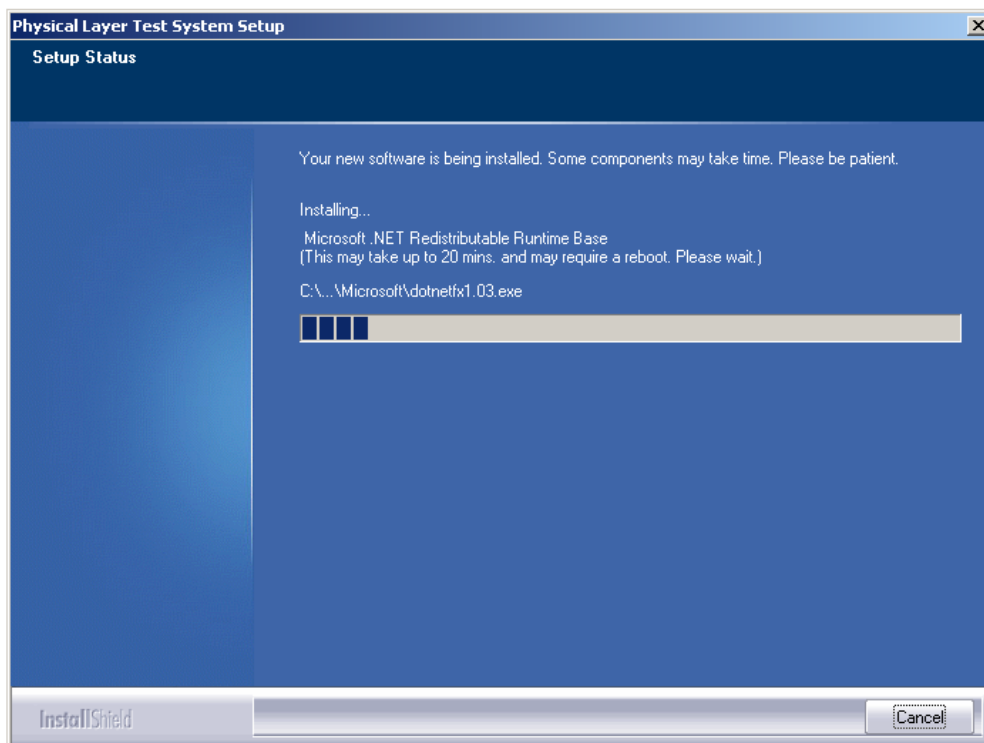 Physical Layer Test System Setup
Setup Status
Your new software is being installed. Some components may take time. Please be patient.
Installing...
Microsoft .NET Redistributable Runtime Base
(This may take up to 20 mins. and may require a reboot. Please wait.)
C:\...\Microsoft\dotnetfx1.03.exe
InstallShield
Cancel